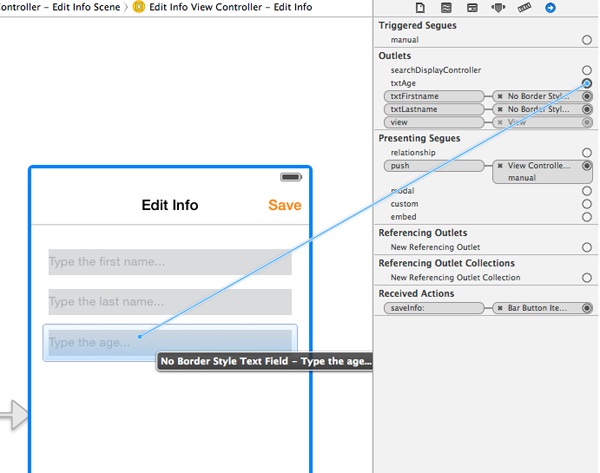 ontroller – Edit Info Scene 〉 Edit Info View Controller – Edit Info
Triggered Segues
manual
Outlets
searchDisplayController
txtAge
txtFirstname ✖ No Border Styl...
txtLastname ✖ No Border Styl...
view ✖ View
Presenting Segues
relationship
push ✖ View Controlle...
manual
modal
custom
embed
Referencing Outlets
New Referencing Outlet
Referencing Outlet Collections
New Referencing Outlet Collection
Received Actions
saveInfo: ✖ Bar Button Ite...
Edit Info Save
Type the first name...
Type the last name...
Type the age...
No Border Style Text Field – Type the age...